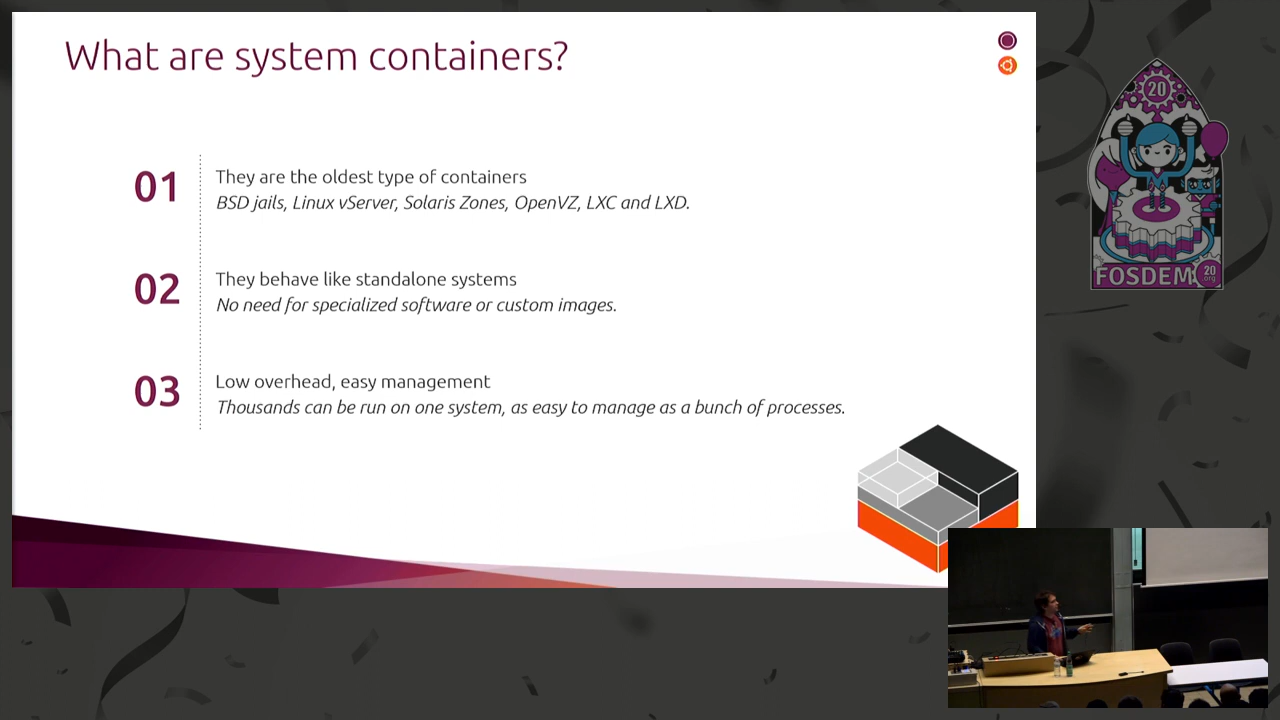 What are system containers?
01
They are the oldest type of containers
BSD jails, Linux vServer, Solaris Zones, OpenVZ, LXC and LXD.
02
They behave like standalone systems
No need for specialized software or custom images.
03
Low overhead, easy management
Thousands can be run on one system, as easy to manage as a bunch of processes.
20
FOSDEM
20
org